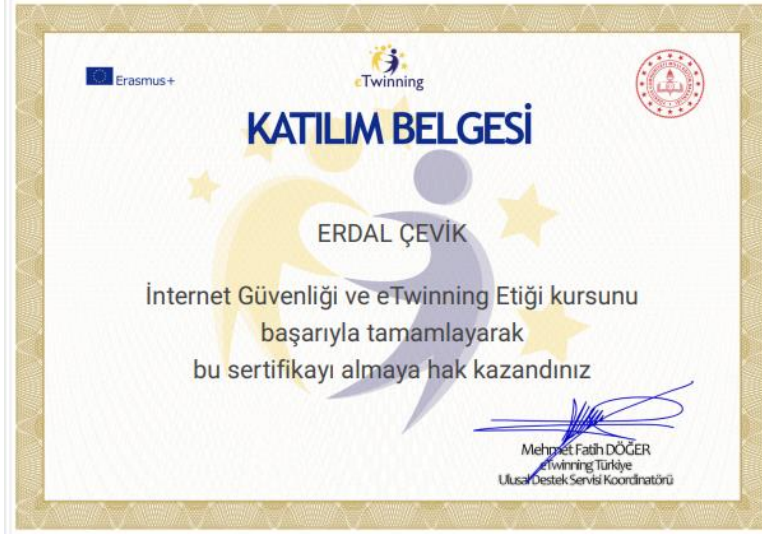 Erasmus+
eTwinning
KATILIM BELGESİ
ERDAL ÇEVİK
İnternet Güvenliği ve eTwinning Etiği kursunu
başarıyla tamamlayarak
bu sertifikayı almaya hak kazandınız
Mehmet Fatih DÖĞER
eTwinning Türkiye
Ulusal Destek Servisi Koordinatörü